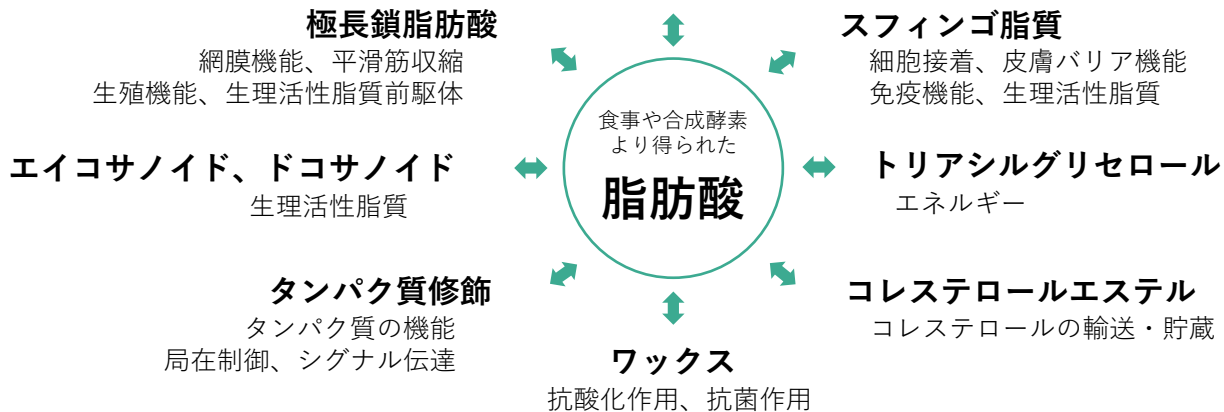 極長鎖脂肪酸
網膜機能、平滑筋収縮
生殖機能、生理活性脂質前駆体
スフィンゴ脂質
細胞接着、皮膚バリア機能
免疫機能、生理活性脂質
食事や合成酵素
より得られた
脂肪酸
エイコサノイド、ドコサノイド
生理活性脂質
トリアシルグリセロール
エネルギー
タンパク質修飾
タンパク質の機能
局在制御、シグナル伝達
ワックス
抗酸化作用、抗菌作用
コレステロールエステル
コレステロールの輸送・貯蔵